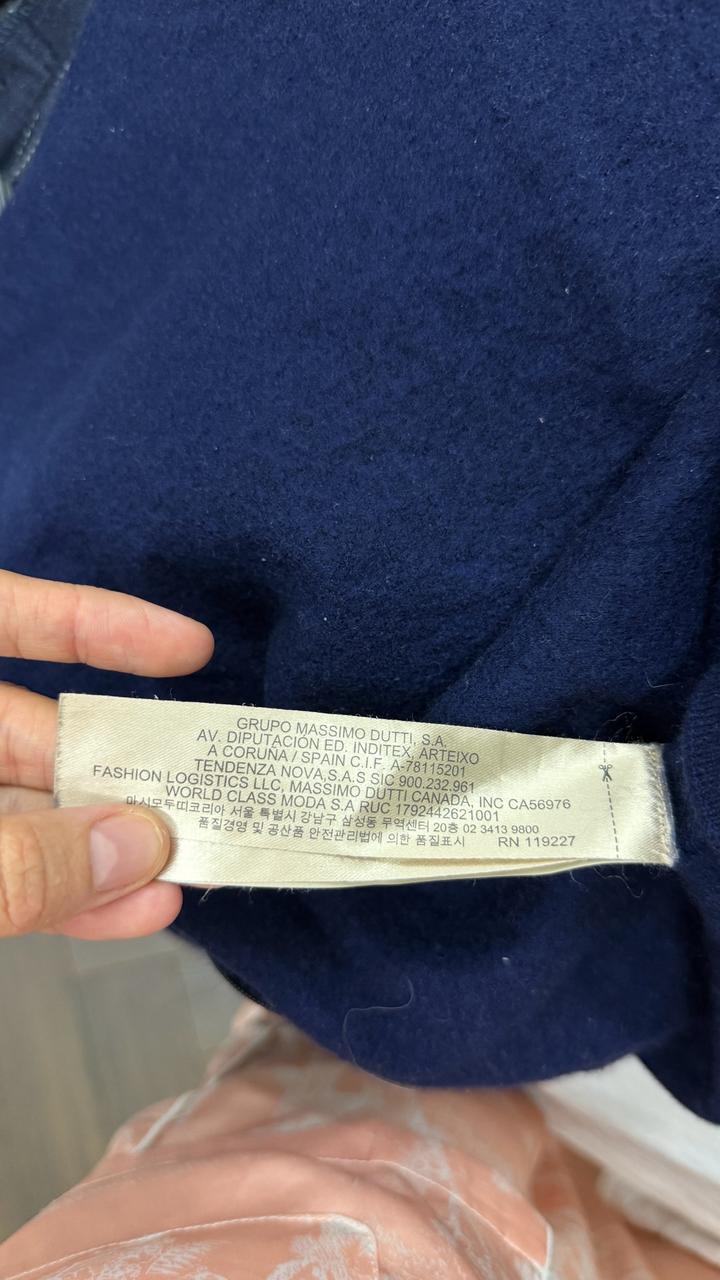 GRUPO MASSIMO DUTTI, S.A.
AV. DIPUTACIÓN ED. INDITEX, ARTEIXO
A CORUÑA / SPAIN C.I.F. A-78115201
TENDENZA NOVA,S.A.S SIC 900.232.961
FASHION LOGISTICS LLC, MASSIMO DUTTI CANADA, INC CA56976
WORLD CLASS MODA S.A RUC 1792442621001
마시모두띠코리아 서울 특별시 강남구 삼성동 무역센터 20층 02 3413 9800
품질경영 및 공산품 안전관리법에 의한 품질표시 RN 119227